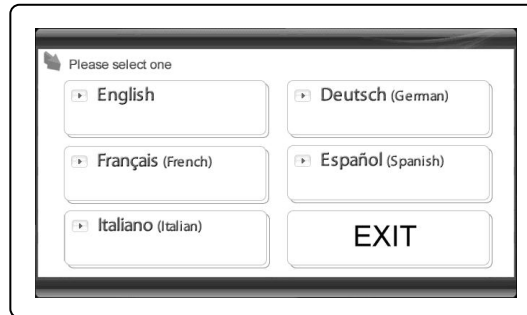 Please select one
English
Deutsch (German)
Français (French)
Español (Spanish)
Italiano (Italian)
EXIT